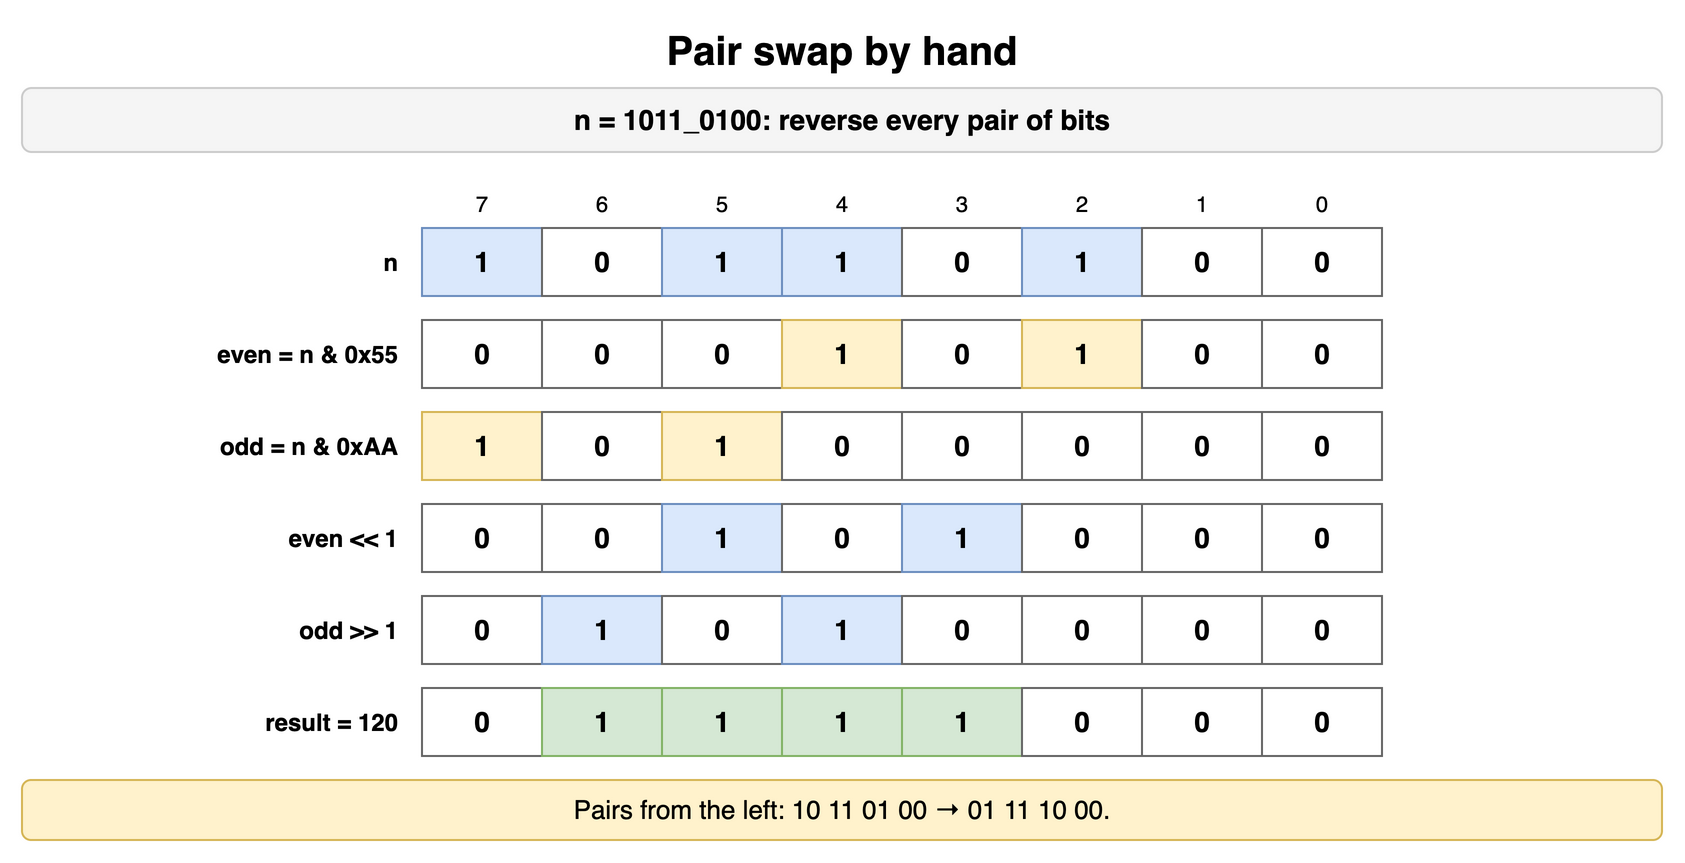 Pair swap by hand
n = 1011_0100: reverse every pair of bits
7 6 5 4 3 2 1 0
n 1 0 1 1 0 1 0 0
even = n & 0x55 0 0 0 1 0 1 0 0
odd = n & 0xAA 1 0 1 0 0 0 0 0
even << 1 0 0 1 0 1 0 0 0
odd >> 1 0 1 0 1 0 0 0 0
result = 120 0 1 1 1 1 0 0 0
Pairs from the left: 10 11 01 00 → 01 11 10 00.